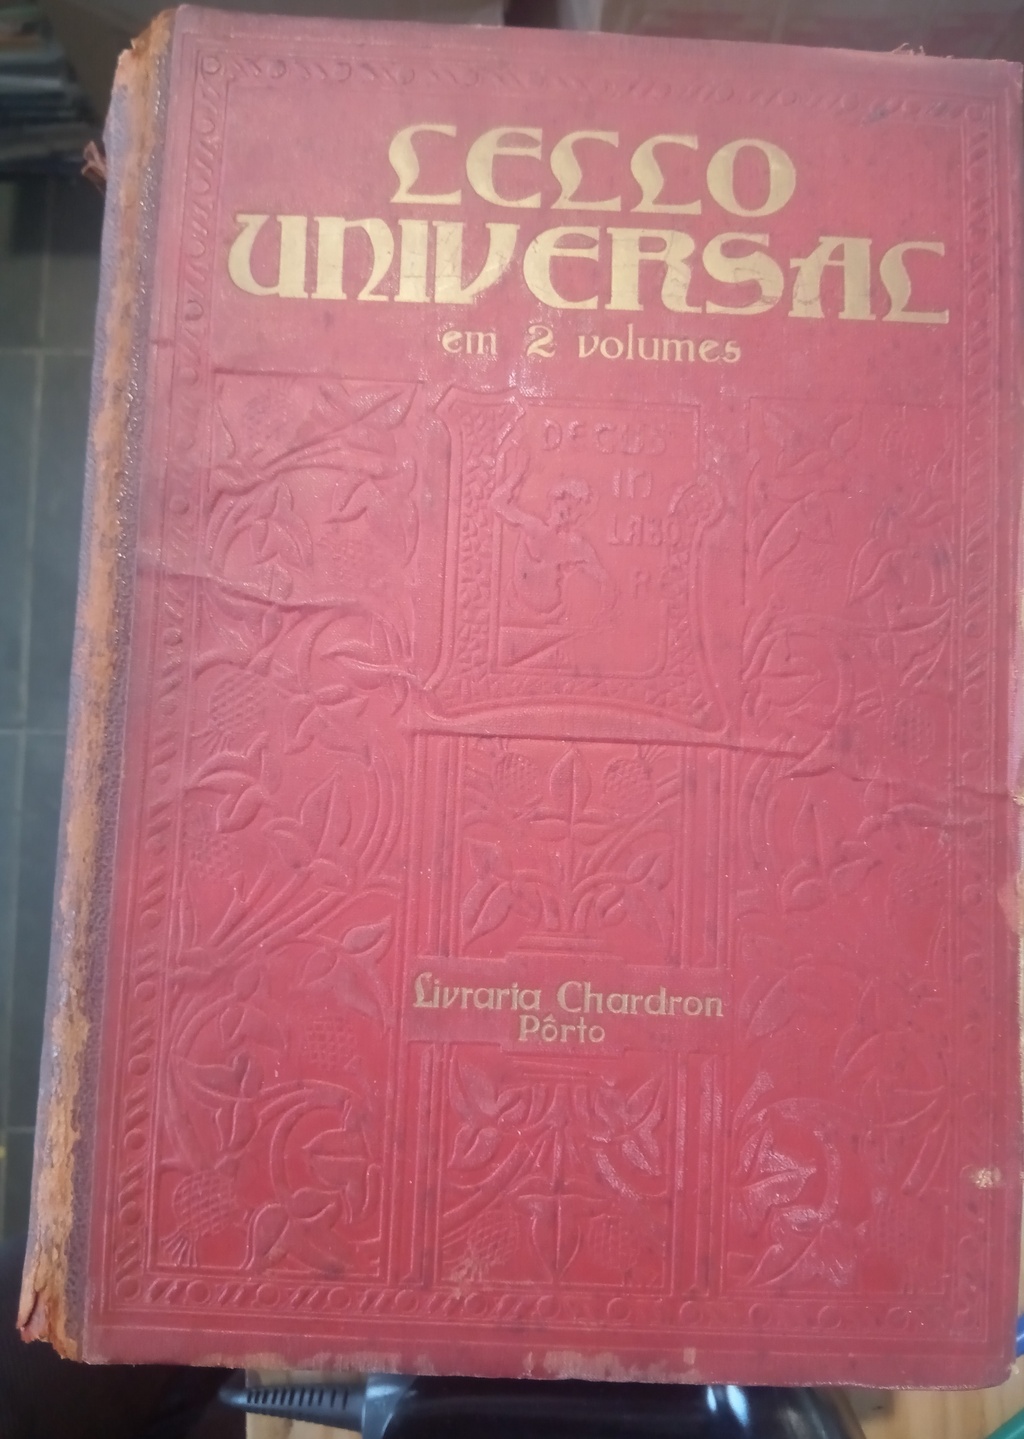 LELLO
UNIVERSAL
em 2 volumes
DECUS
in
LABO
RE
Livraria Chardron
Pôrto